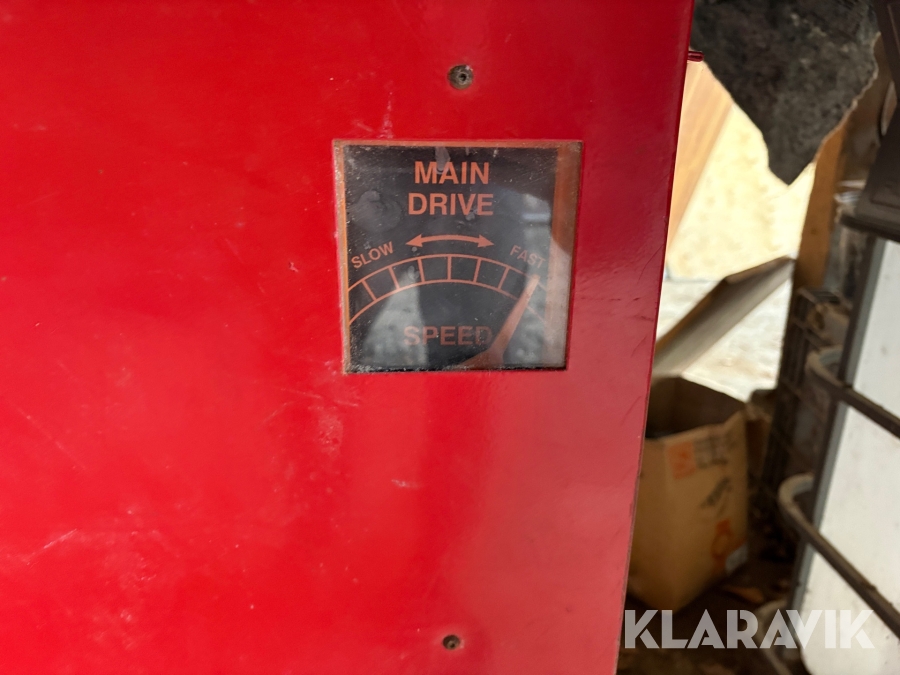 MAIN
DRIVE
SLOW FAST
SPEED
KLARAVIK